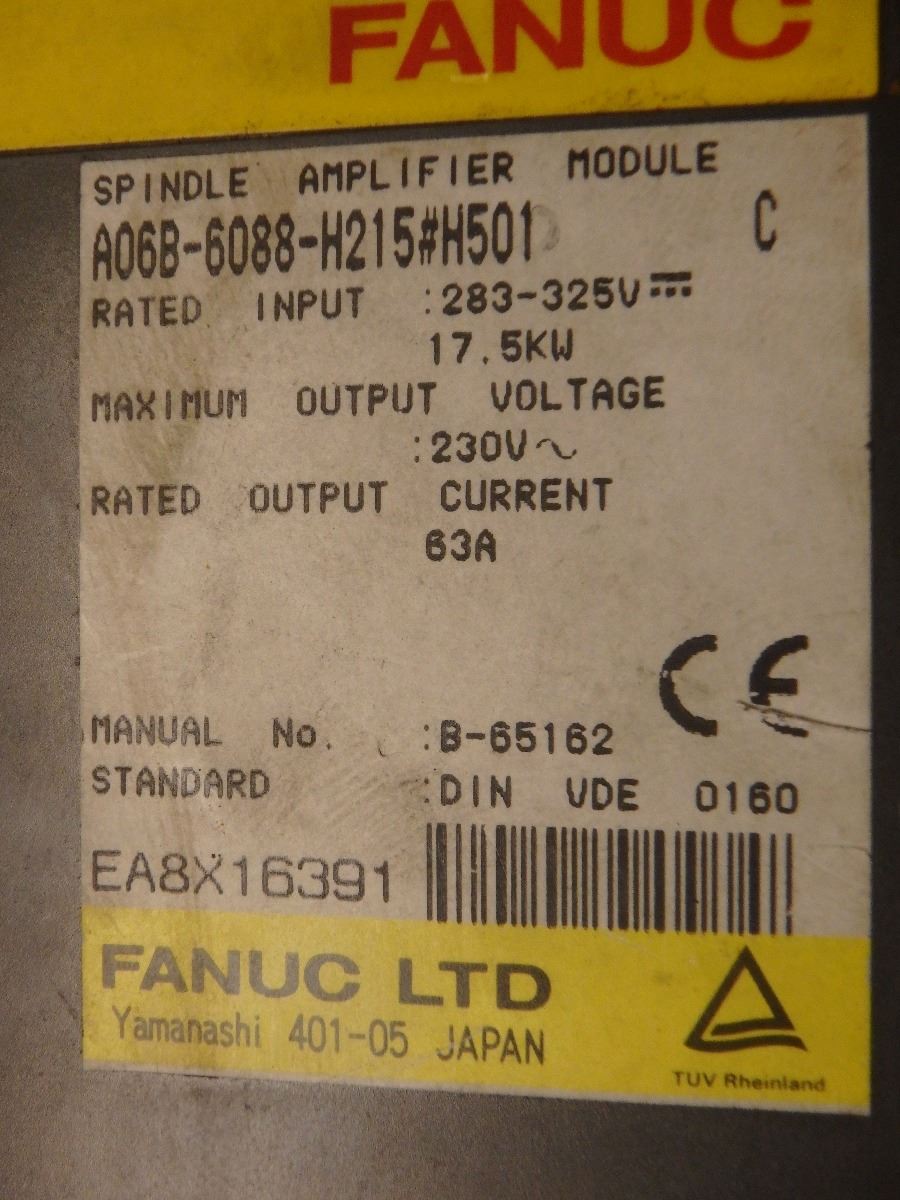 FANUC
SPINDLE AMPLIFIER MODULE
A06B-6088-H215#H501 C
RATED INPUT :283-325V⎓
17.5KW
MAXIMUM OUTPUT VOLTAGE
:230V~
RATED OUTPUT CURRENT
63A
CE
MANUAL No. :B-65162
STANDARD :DIN VDE 0160
EA8X16391
FANUC LTD
Yamanashi 401-05 JAPAN
TUV Rheinland